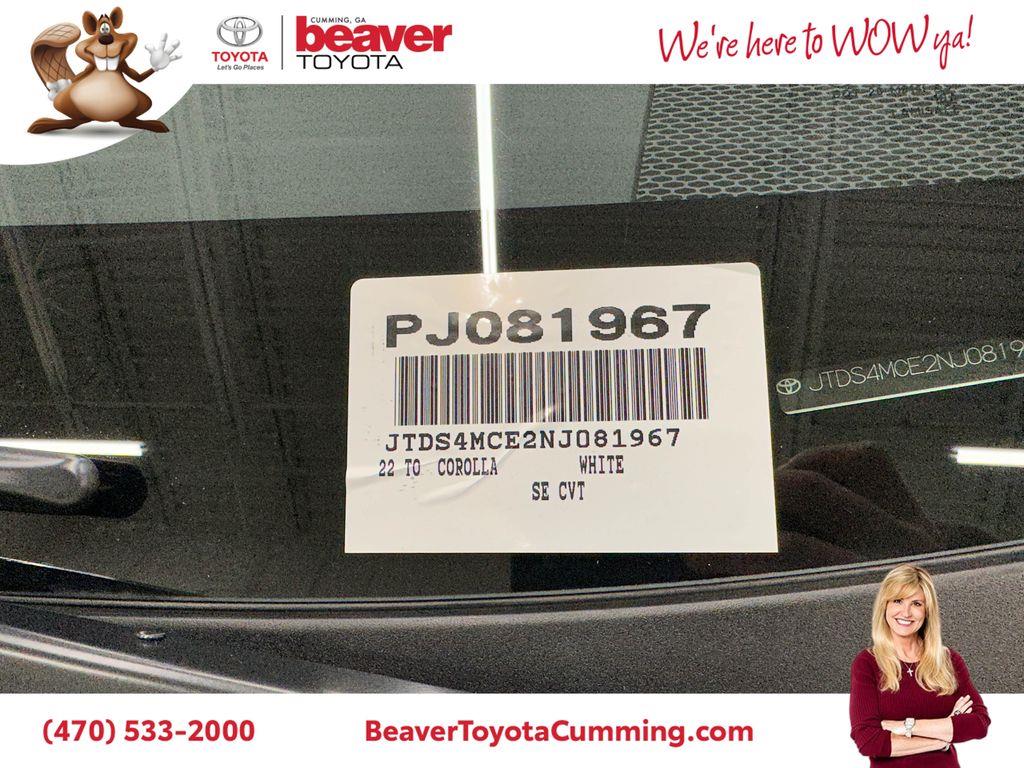 CUMMING, GA
TOYOTA
Let's Go Places
beaver
TOYOTA
We're here to WOW ya!
PJ081967
JTDS4MCE2NJ0819
JTDS4MCE2NJ081967
22 TO COROLLA WHITE
SE CVT
(470) 533-2000
BeaverToyotaCumming.com